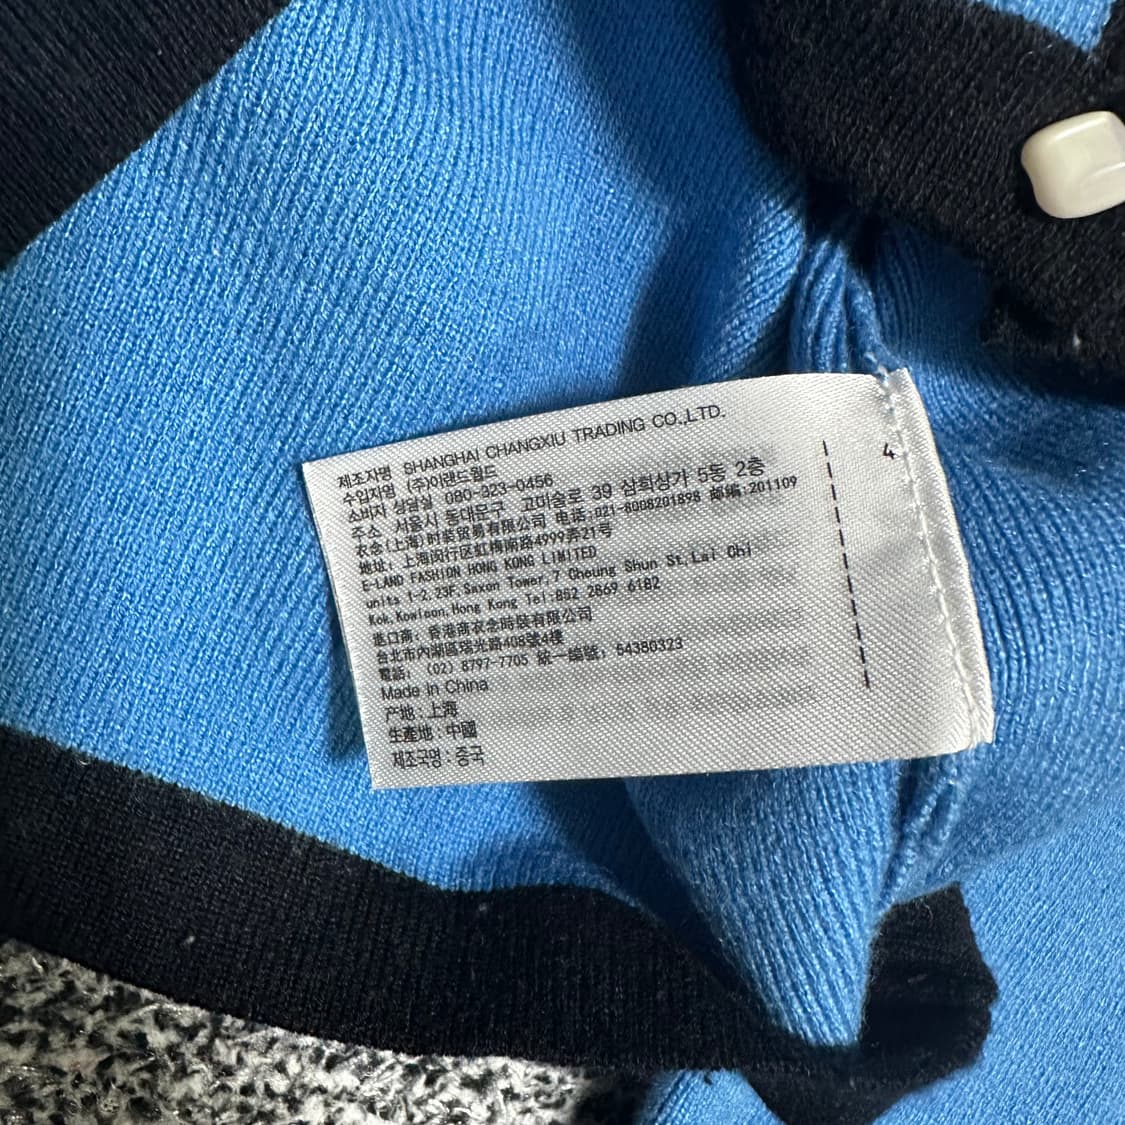 제조자명 SHANGHAI CHANGXIU TRADING CO.,LTD.
수입자명 (주)이랜드월드
소비자 상담실 080-323-0456
주소 서울시 동대문구 고미술로 39 삼희상가 5동 2층
衣念(上海)时装贸易有限公司 电话:021-8008201898 邮编:201109
地址: 上海闵行区虹梅南路4999弄21号
E-LAND FASHION HONG KONG LIMITED
units 1-2,23F,Saxon Tower,7 Cheung Shun St,Lai Chi
Kok,Kowloon,Hong Kong Tel:852 2869 6182
進口商: 香港商衣念時裝有限公司
台北市內湖區瑞光路408號4樓
電話: (02) 8797-7705 統一編號: 54380323
Made in China
产地:上海
生產地:中國
제조국명:중국
4